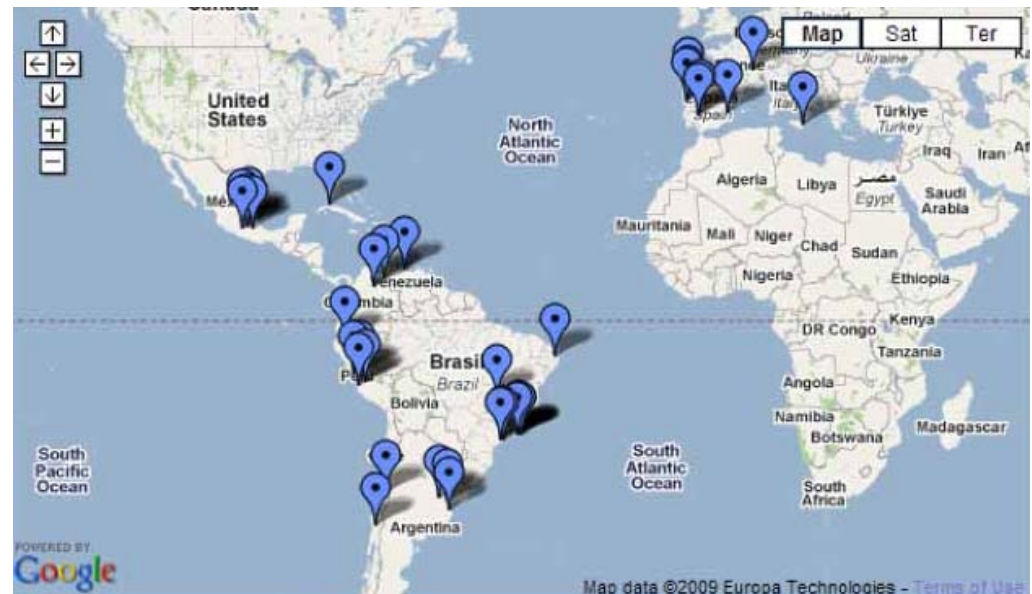 Canada
Map
Sat
Ter
Ukraine
United
States
North
Atlantic
Ocean
Italy
Spain
Türkiye
Turkey
Iraq
Iran
Algeria
Libya
مصر
Egypt
Saudi
Arabia
Mauritania
Mali
Niger
Chad
Sudan
Nigeria
Ethiopia
Venezuela
DR Congo
Kenya
Tanzania
Brasil
Brazil
Bolivia
Angola
Namibia
Botswana
Madagascar
South
Pacific
Ocean
South
Atlantic
Ocean
South
Africa
Argentina
POWERED BY
Google
Map data ©2009 Europa Technologies - Terms of Use